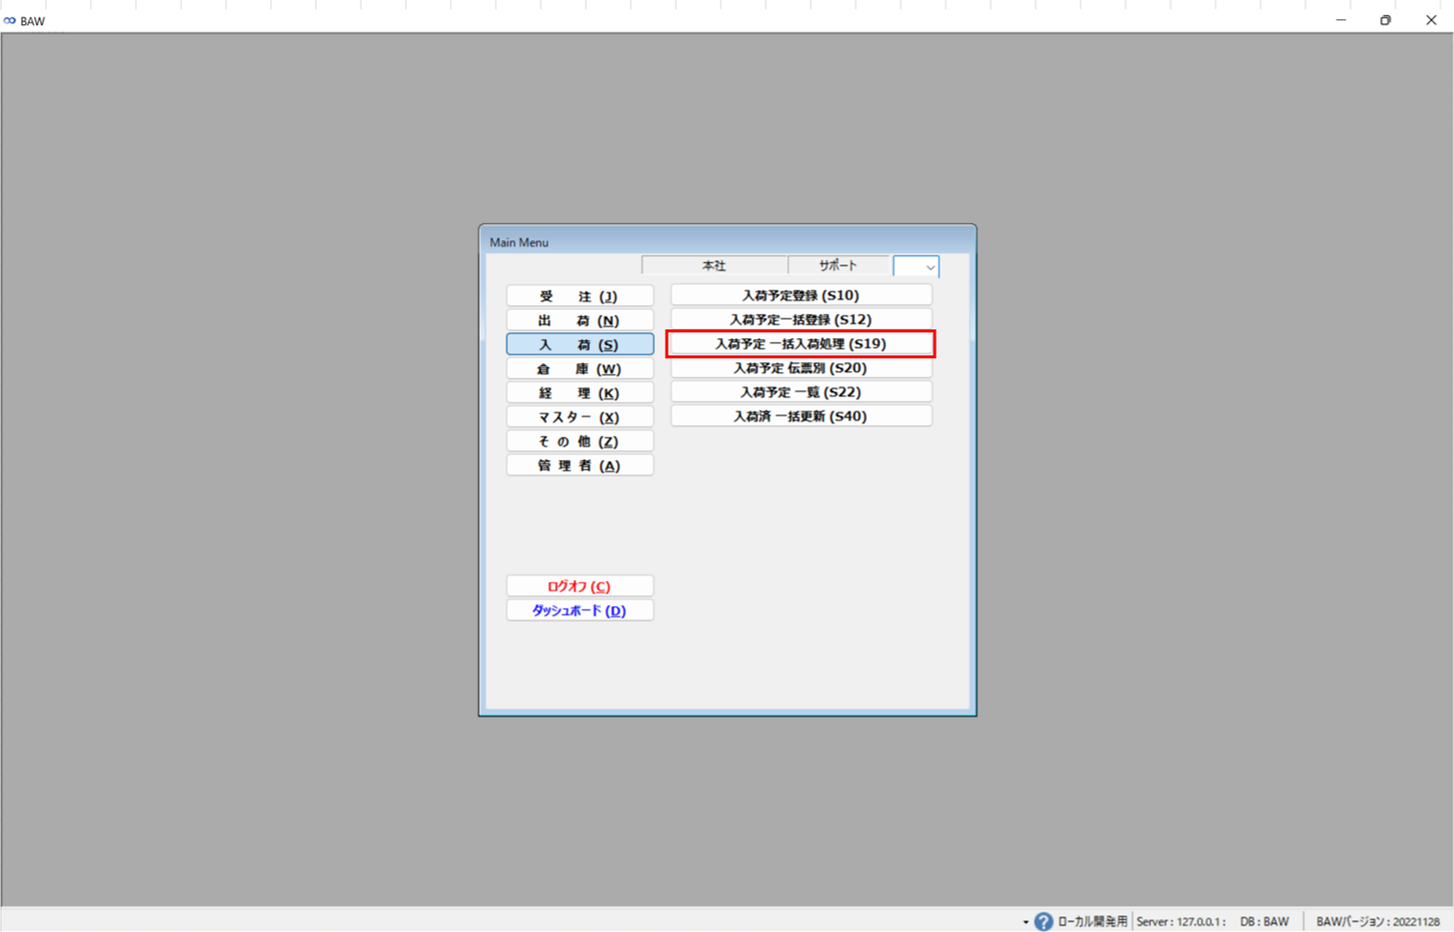 BAW
Main Menu
本社 サポート
受 注 (J)
出 荷 (N)
入 荷 (S)
倉 庫 (W)
経 理 (K)
マスター (X)
そ の 他 (Z)
管 理 者 (A)
ログオフ (C)
ダッシュボード (D)
入荷予定登録 (S10)
入荷予定一括登録 (S12)
入荷予定 一括入荷処理 (S19)
入荷予定 伝票別 (S20)
入荷予定 一覧 (S22)
入荷済 一括更新 (S40)
ローカル開発用 Server : 127.0.0.1 : DB : BAW BAWバージョン : 20221128